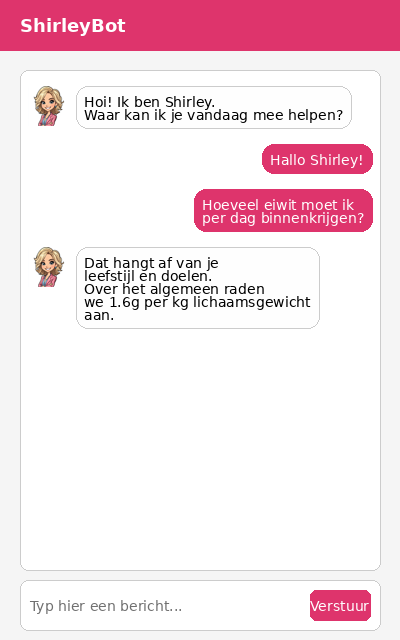 ShirleyBot
Hoi! Ik ben Shirley.
Waar kan ik je vandaag mee helpen?
Hallo Shirley!
Hoeveel eiwit moet ik
per dag binnenkrijgen?
Dat hangt af van je
leefstijl en doelen.
Over het algemeen raden
we 1.6g per kg lichaamsgewicht
aan.
Typ hier een bericht...
Verstuur